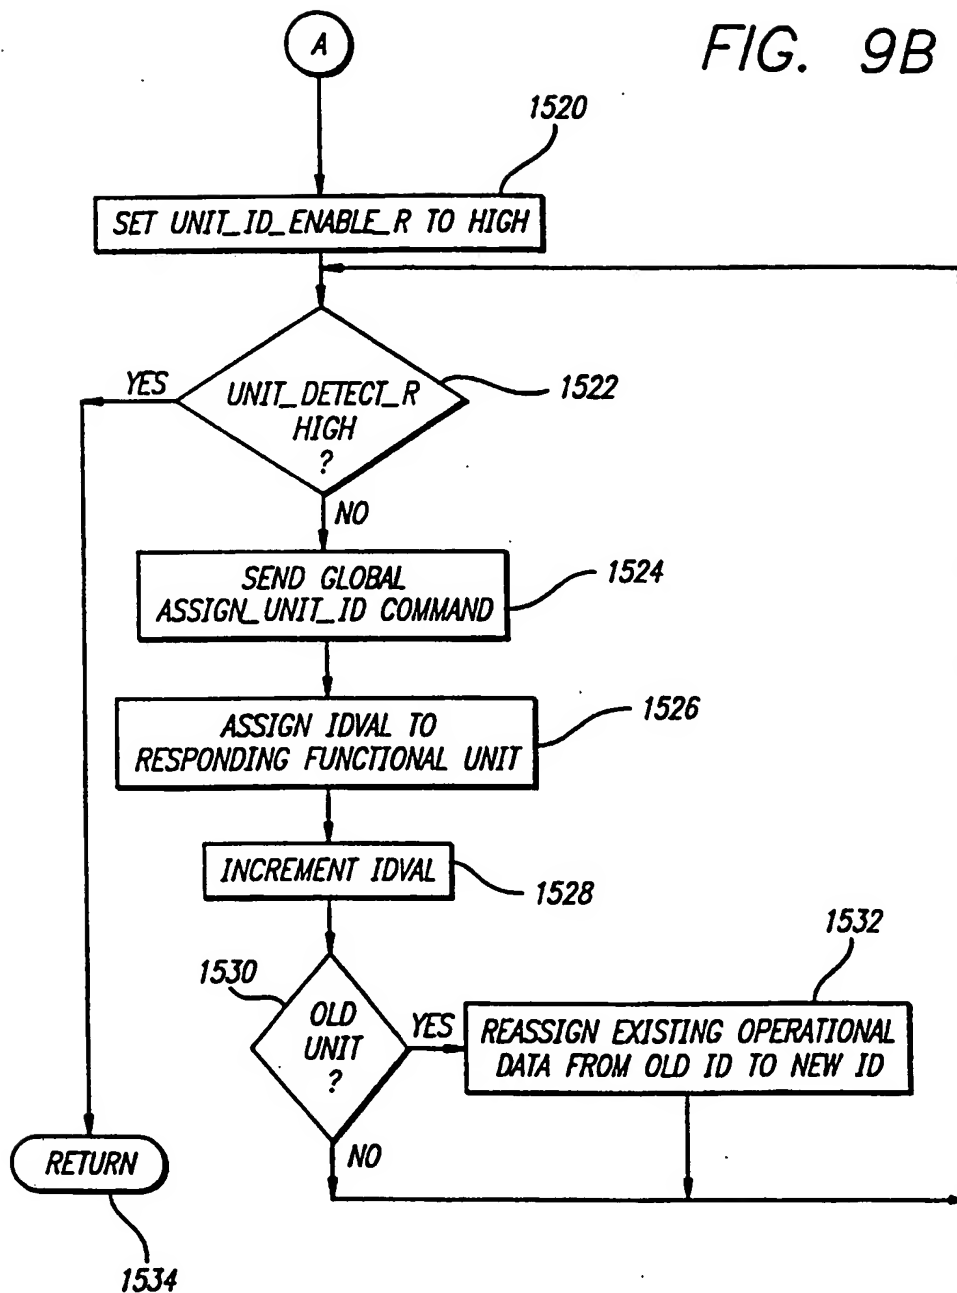 A
FIG. 9B
1520
SET UNIT_ID_ENABLE_R TO HIGH
YES
UNIT_DETECT_R
HIGH
?
1522
NO
SEND GLOBAL
ASSIGN_UNIT_ID COMMAND
1524
ASSIGN IDVAL TO
RESPONDING FUNCTIONAL UNIT
1526
INCREMENT IDVAL
1528
1532
1530
OLD
UNIT
?
YES
REASSIGN EXISTING OPERATIONAL
DATA FROM OLD ID TO NEW ID
NO
RETURN
1534